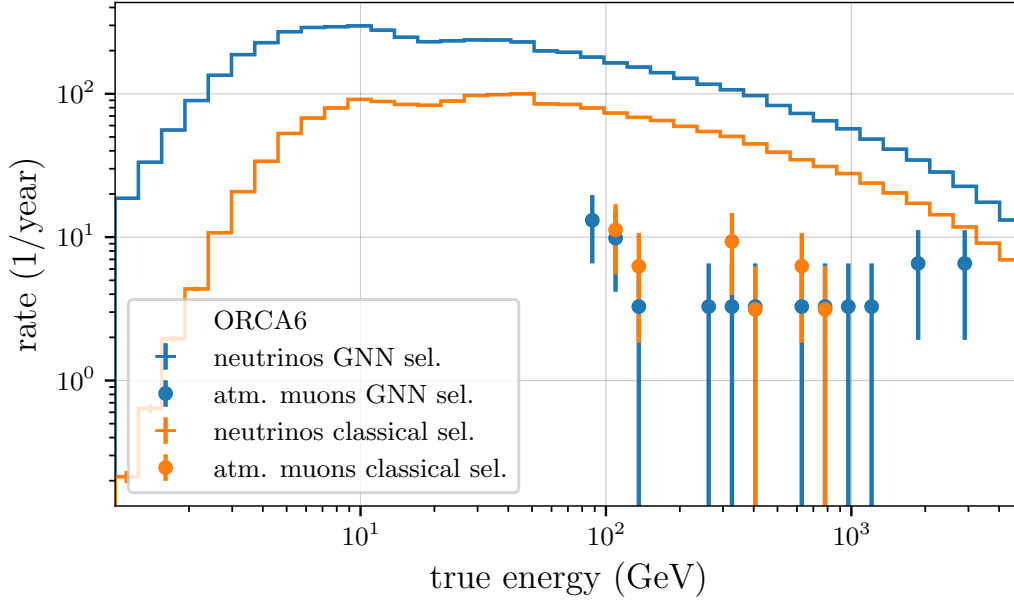 rate (1/year)
10²
10¹
10⁰
ORCA6
neutrinos GNN sel.
atm. muons GNN sel.
neutrinos classical sel.
atm. muons classical sel.
10¹ 10² 10³
true energy (GeV)